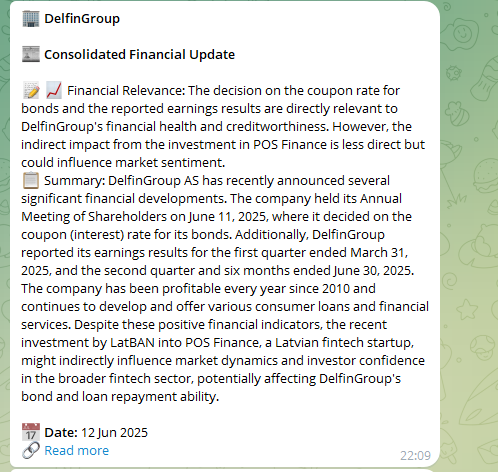 DelfinGroup
Consolidated Financial Update
Financial Relevance: The decision on the coupon rate for
bonds and the reported earnings results are directly relevant to
DelfinGroup's financial health and creditworthiness. However, the
indirect impact from the investment in POS Finance is less direct but
could influence market sentiment.
Summary: DelfinGroup AS has recently announced several
significant financial developments. The company held its Annual
Meeting of Shareholders on June 11, 2025, where it decided on the
coupon (interest) rate for its bonds. Additionally, DelfinGroup
reported its earnings results for the first quarter ended March 31,
2025, and the second quarter and six months ended June 30, 2025.
The company has been profitable every year since 2010 and
continues to develop and offer various consumer loans and financial
services. Despite these positive financial indicators, the recent
investment by LatBAN into POS Finance, a Latvian fintech startup,
might indirectly influence market dynamics and investor confidence
in the broader fintech sector, potentially affecting DelfinGroup's
bond and loan repayment ability.
Date: 12 Jun 2025
Read more
22:09